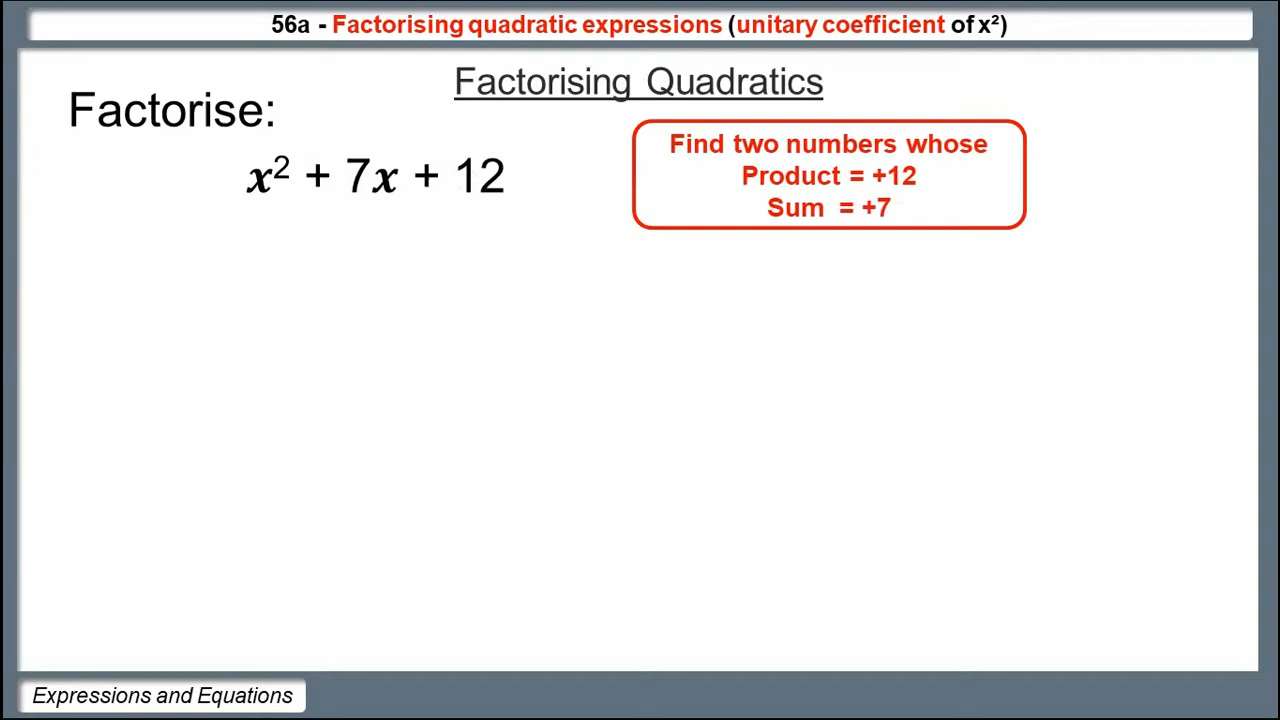 56a - Factorising quadratic expressions (unitary coefficient of x²)
Factorising Quadratics
Factorise:
x² + 7x + 12
Find two numbers whose
Product = +12
Sum = +7
Expressions and Equations